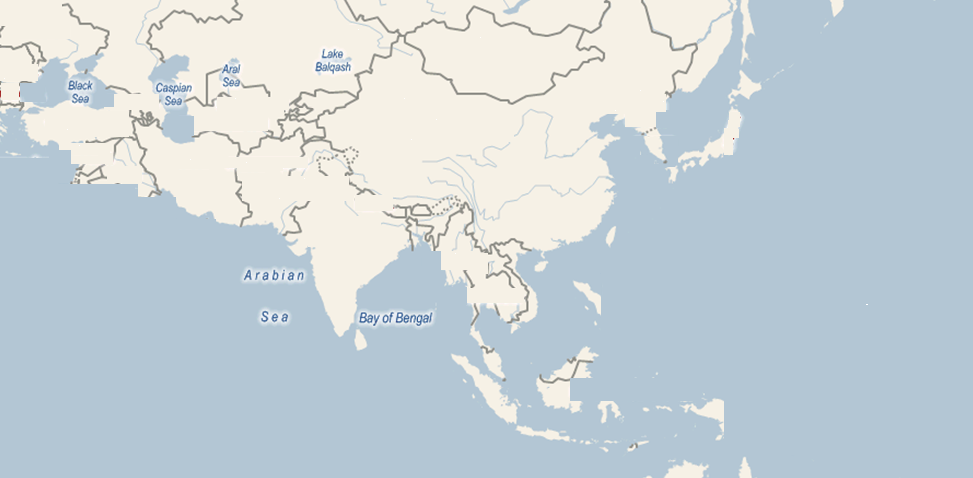 Lake
Balqash
Aral
Sea
Black
Sea
Caspian
Sea
Arabian
Sea
Bay of Bengal